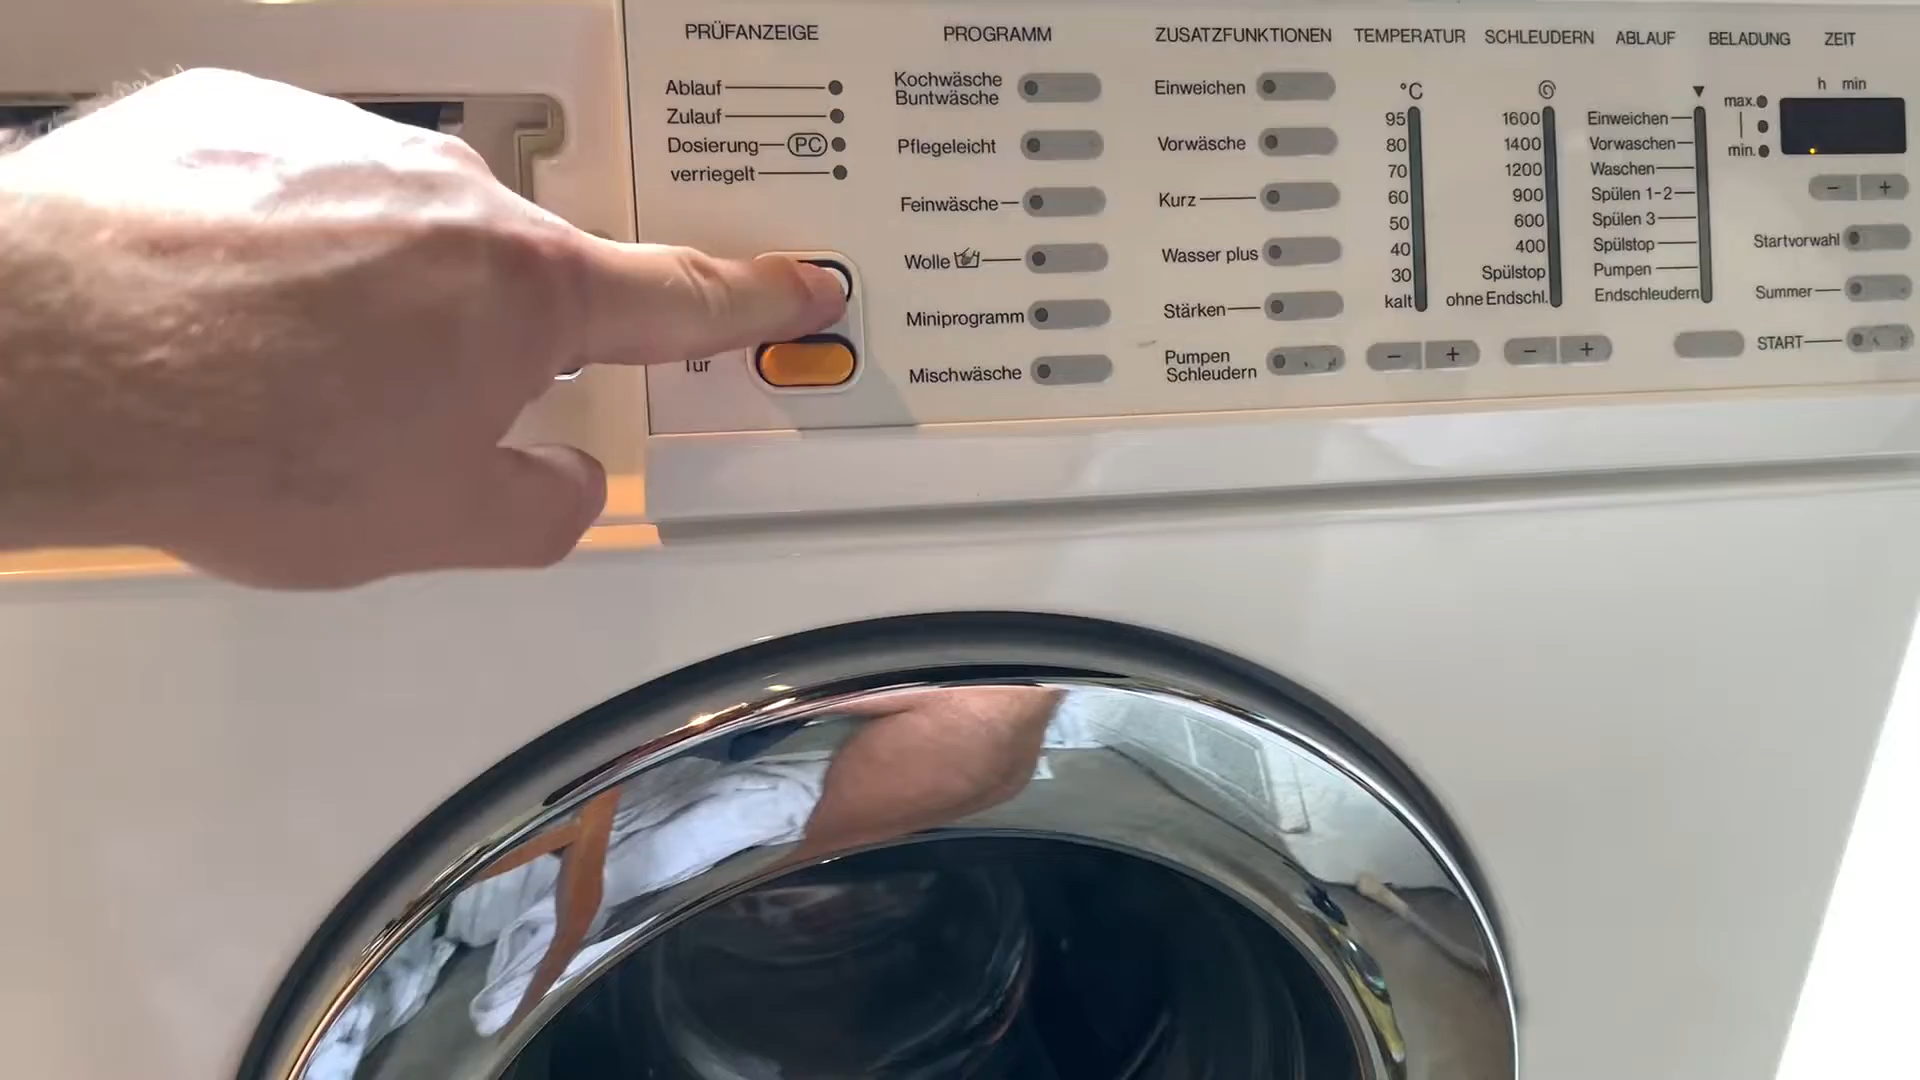 PRÜFANZEIGE
Ablauf
Zulauf
Dosierung PC
verriegelt
Tür
PROGRAMM
Kochwäsche
Buntwäsche
Pflegeleicht
Feinwäsche
Wolle
Miniprogramm
Mischwäsche
ZUSATZFUNKTIONEN
Einweichen
Vorwäsche
Kurz
Wasser plus
Stärken
Pumpen
Schleudern
TEMPERATUR
°C
95
80
70
60
50
40
30
kalt
- +
SCHLEUDERN
1600
1400
1200
900
600
400
Spülstop
ohne Endschl.
- +
ABLAUF
Einweichen
Vorwaschen
Waschen
Spülen 1-2
Spülen 3
Spülstop
Pumpen
Endschleudern
BELADUNG
max.
min.
ZEIT
h min
- +
Startvorwahl
Summer
START